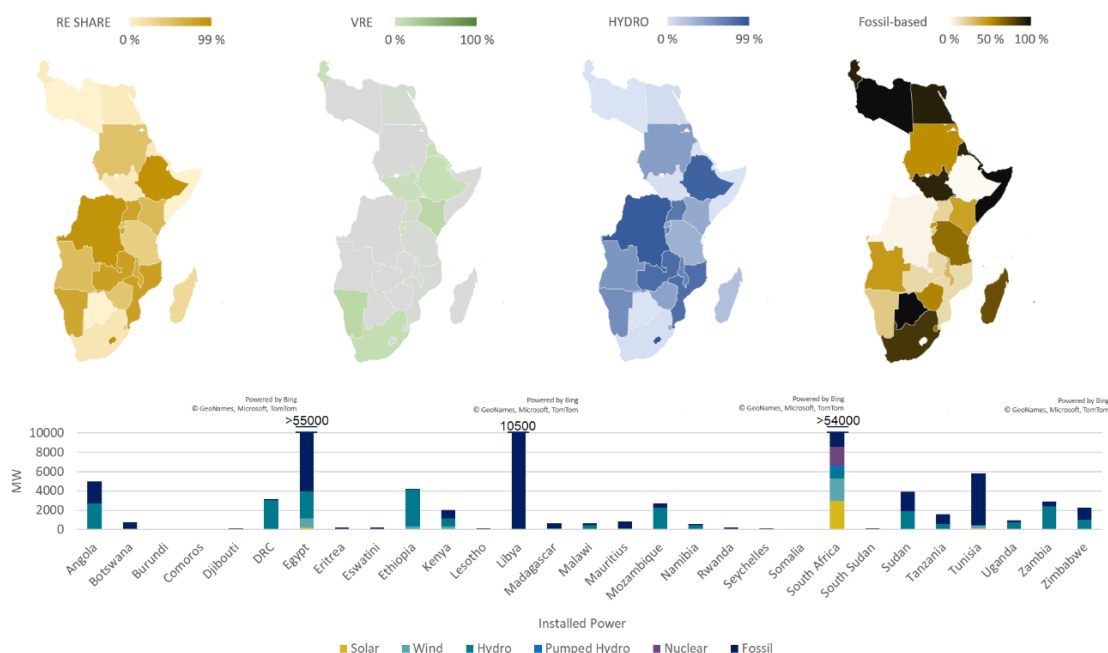 RE SHARE
0 % 99 %
VRE
0 % 100 %
HYDRO
0 % 99 %
Fossil-based
0 % 50 % 100 %
Powered by Bing
© GeoNames, Microsoft, TomTom
Powered by Bing
© GeoNames, Microsoft, TomTom
Powered by Bing
© GeoNames, Microsoft, TomTom
Powered by Bing
© GeoNames, Microsoft, TomTom
>55000
10500
>54000
10000
8000
6000
4000
2000
0
MW
Angola
Botswana
Burundi
Comoros
Djibouti
DRC
Egypt
Eritrea
Eswatini
Ethiopia
Kenya
Lesotho
Libya
Madagascar
Malawi
Mauritius
Mozambique
Namibia
Rwanda
Seychelles
Somalia
South Africa
South Sudan
Sudan
Tanzania
Tunisia
Uganda
Zambia
Zimbabwe
Installed Power
Solar Wind Hydro Pumped Hydro Nuclear Fossil